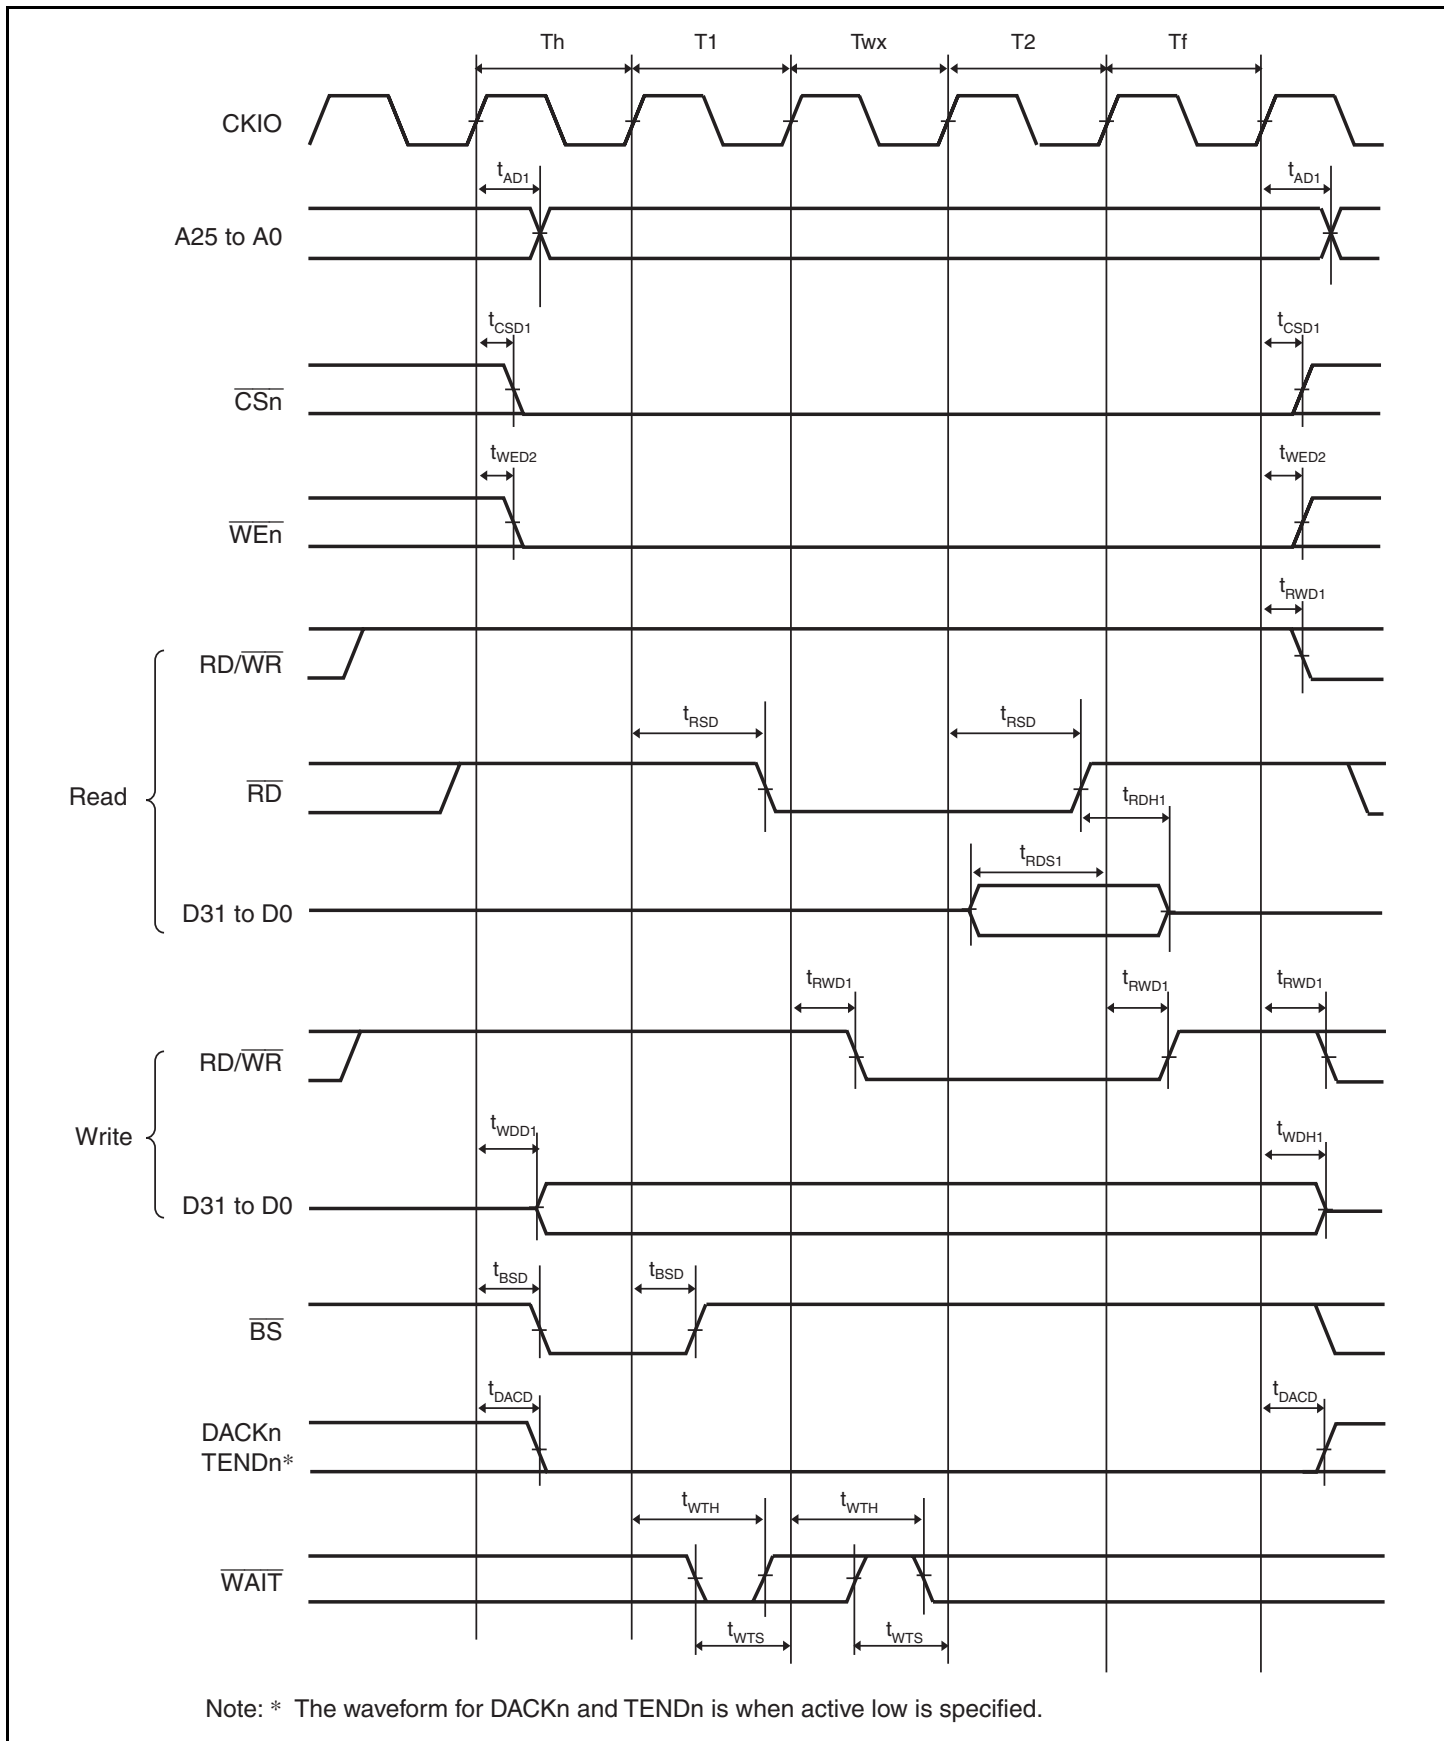 Th T1 Twx T2 Tf
CKIO
tAD1 tAD1
A25 to A0
tCSD1 tCSD1
CSn
tWED2 tWED2
WEn
tRWD1
RD/WR
tRSD tRSD
Read
RD
tRDH1
tRDS1
D31 to D0
tRWD1 tRWD1 tRWD1
RD/WR
Write
tWDD1 tWDH1
D31 to D0
tBSD tBSD
BS
tDACD tDACD
DACKn
TENDn*
tWTH tWTH
WAIT
tWTS tWTS
Note: * The waveform for DACKn and TENDn is when active low is specified.